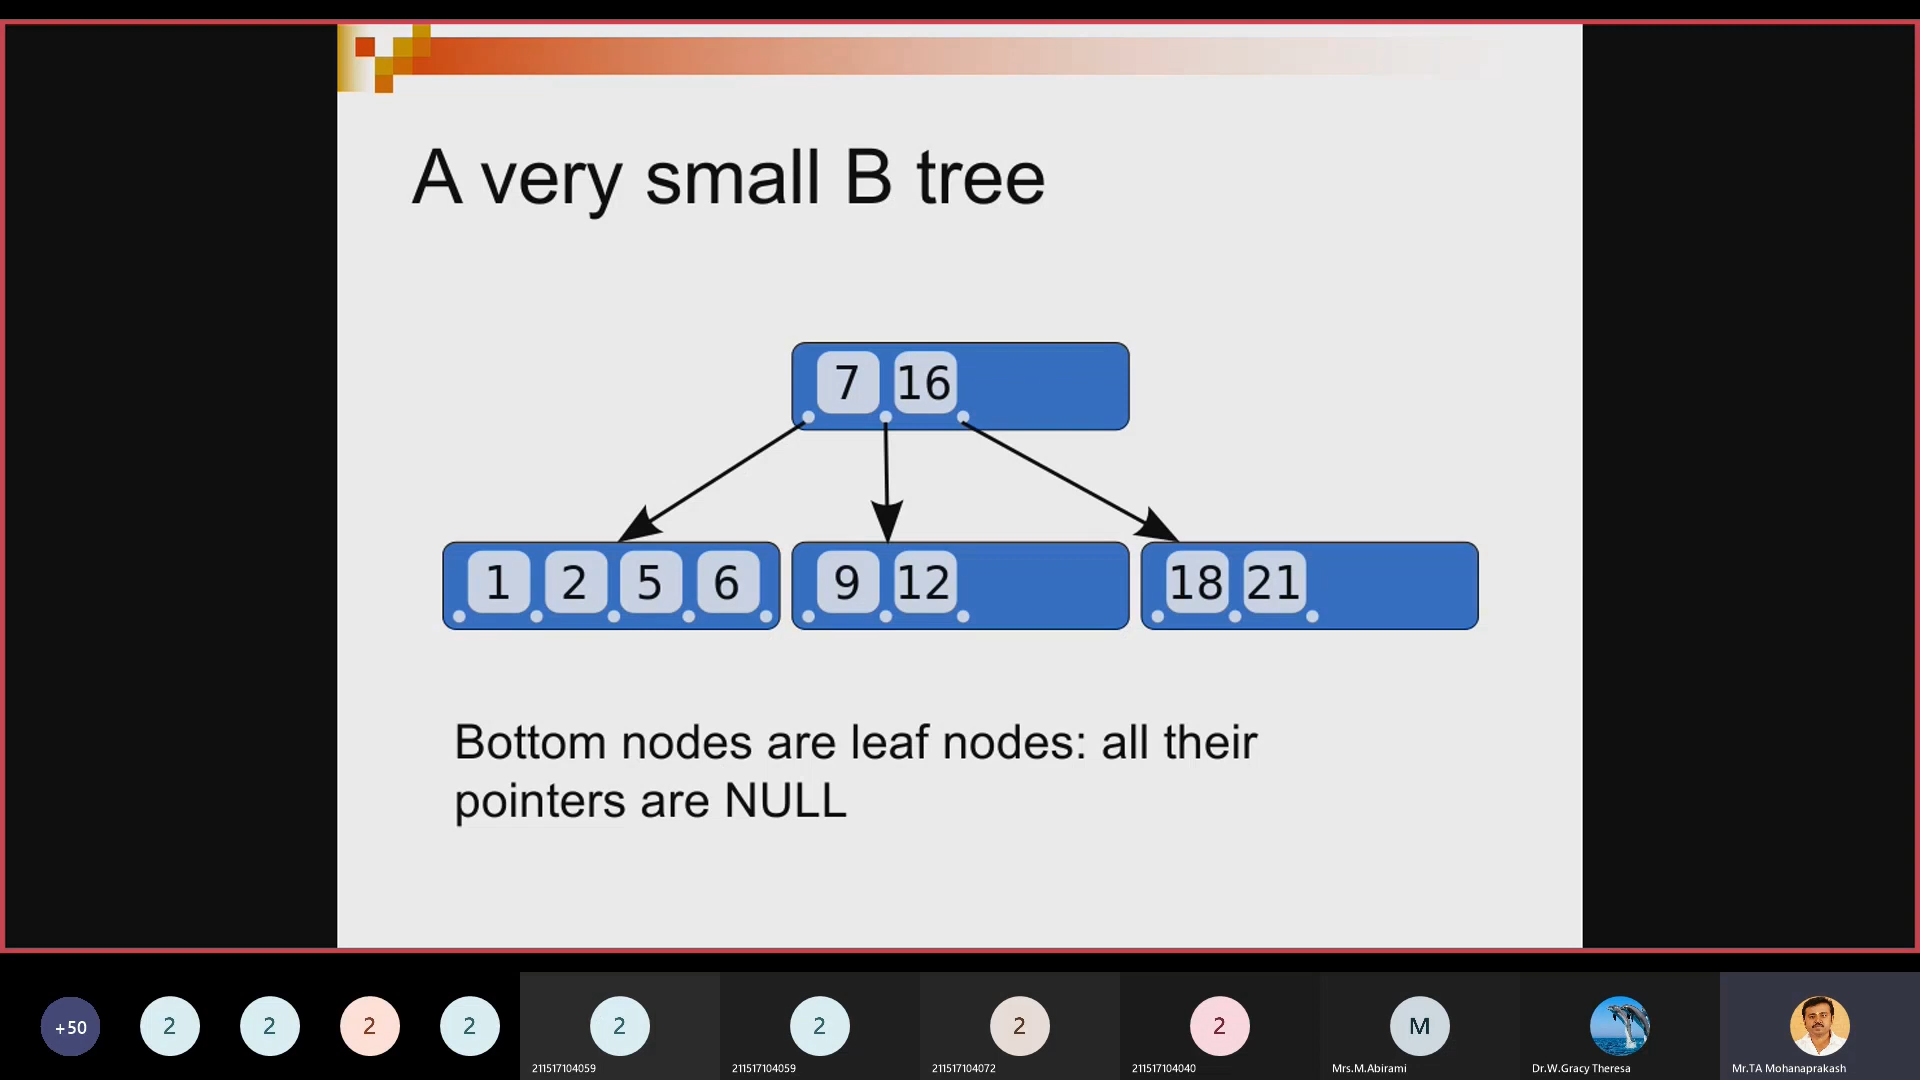 A very small B tree
7 16
1 2 5 6 9 12 18 21
Bottom nodes are leaf nodes: all their
pointers are NULL
+50 2 2 2 2 2 2 2 2 M
211517104059 211517104059 211517104072 211517104040 Mrs.M.Abirami Dr.W.Gracy Theresa Mr.TA Mohanaprakash